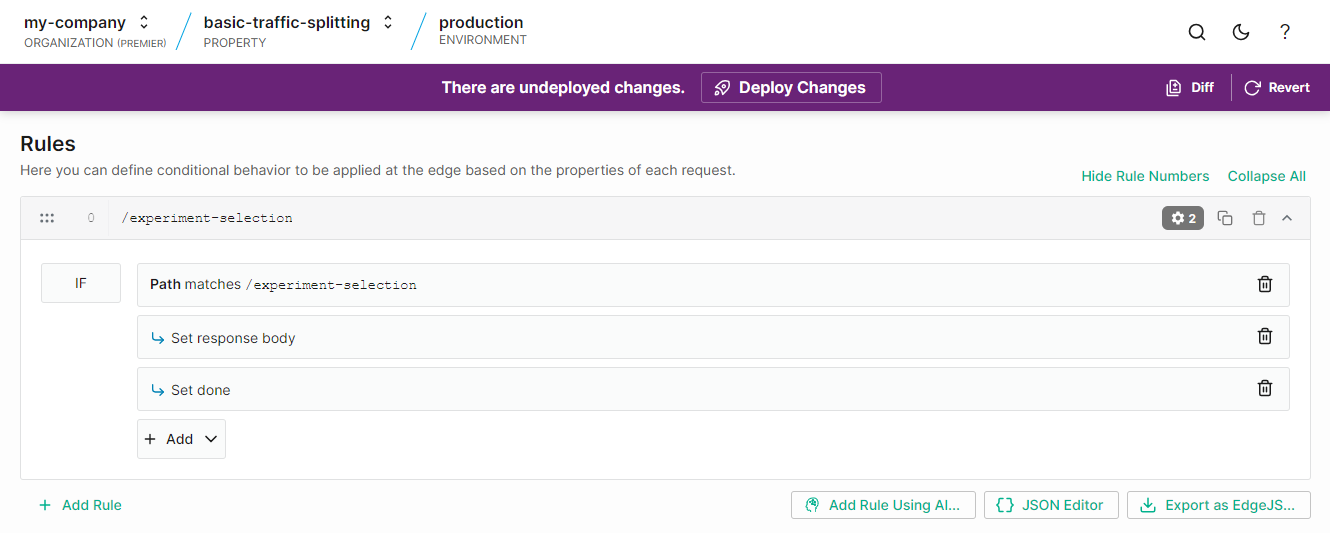 my-company basic-traffic-splitting production
ORGANIZATION (PREMIER) PROPERTY ENVIRONMENT
?
There are undeployed changes. Deploy Changes Diff Revert
Rules
Here you can define conditional behavior to be applied at the edge based on the properties of each request.
Hide Rule Numbers Collapse All
0 /experiment-selection 2
IF Path matches /experiment-selection
Set response body
Set done
+ Add
+ Add Rule Add Rule Using AI... {} JSON Editor Export as EdgeJS...